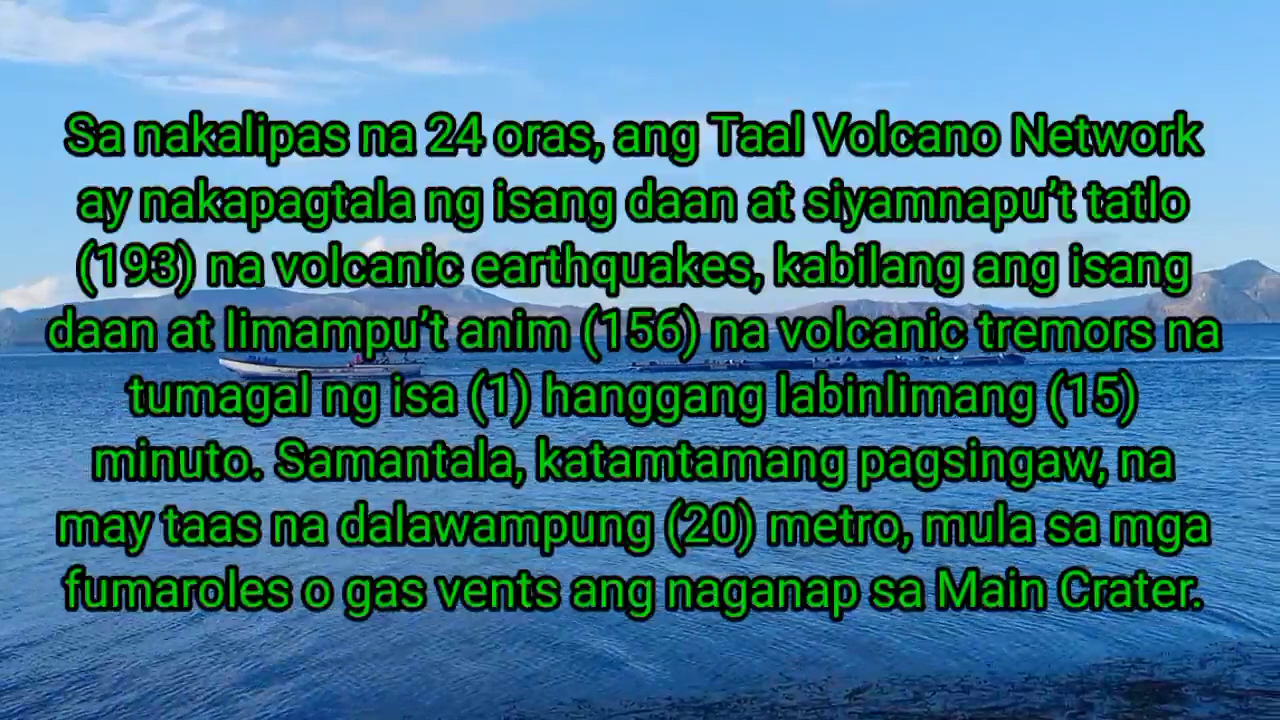 Sa nakalipas na 24 oras, ang Taal Volcano Network
ay nakapagtala ng isang daan at siyamnapu’t tatlo
(193) na volcanic earthquakes, kabilang ang isang
daan at limampu’t anim (156) na volcanic tremors na
tumagal ng isa (1) hanggang labinlimang (15)
minuto. Samantala, katamtamang pagsingaw, na
may taas na dalawampung (20) metro, mula sa mga
fumaroles o gas vents ang naganap sa Main Crater.